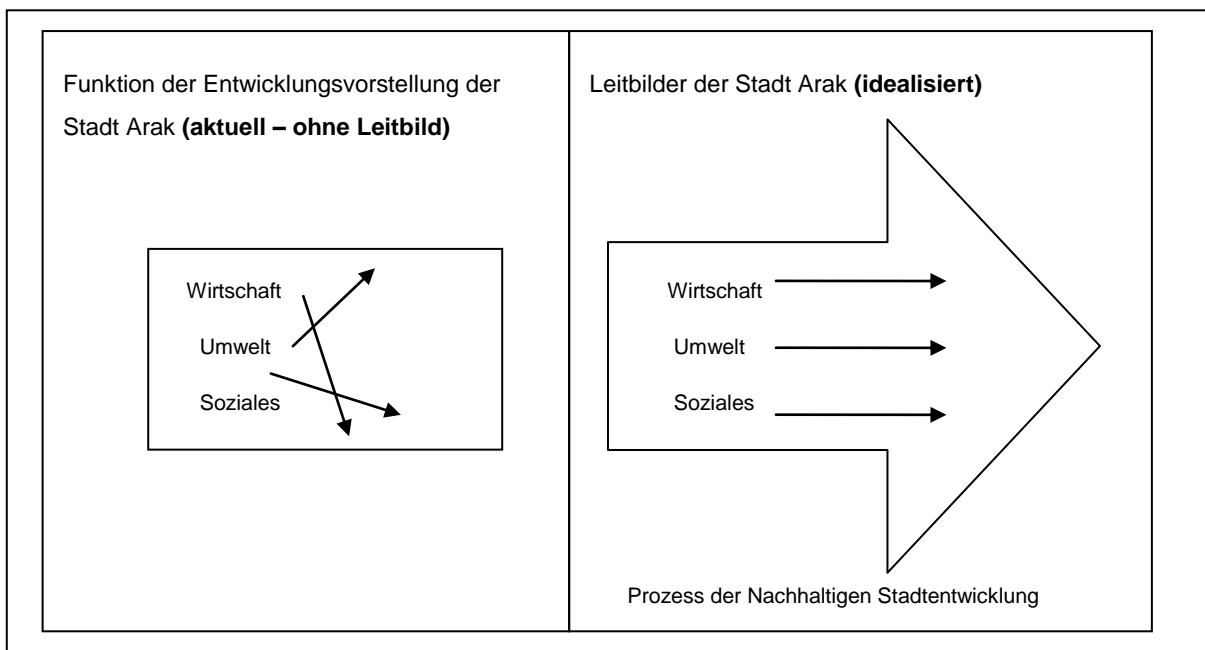 Funktion der Entwicklungsvorstellung der
Stadt Arak (aktuell – ohne Leitbild)
Wirtschaft
Umwelt
Soziales
Leitbilder der Stadt Arak (idealisiert)
Wirtschaft
Umwelt
Soziales
Prozess der Nachhaltigen Stadtentwicklung